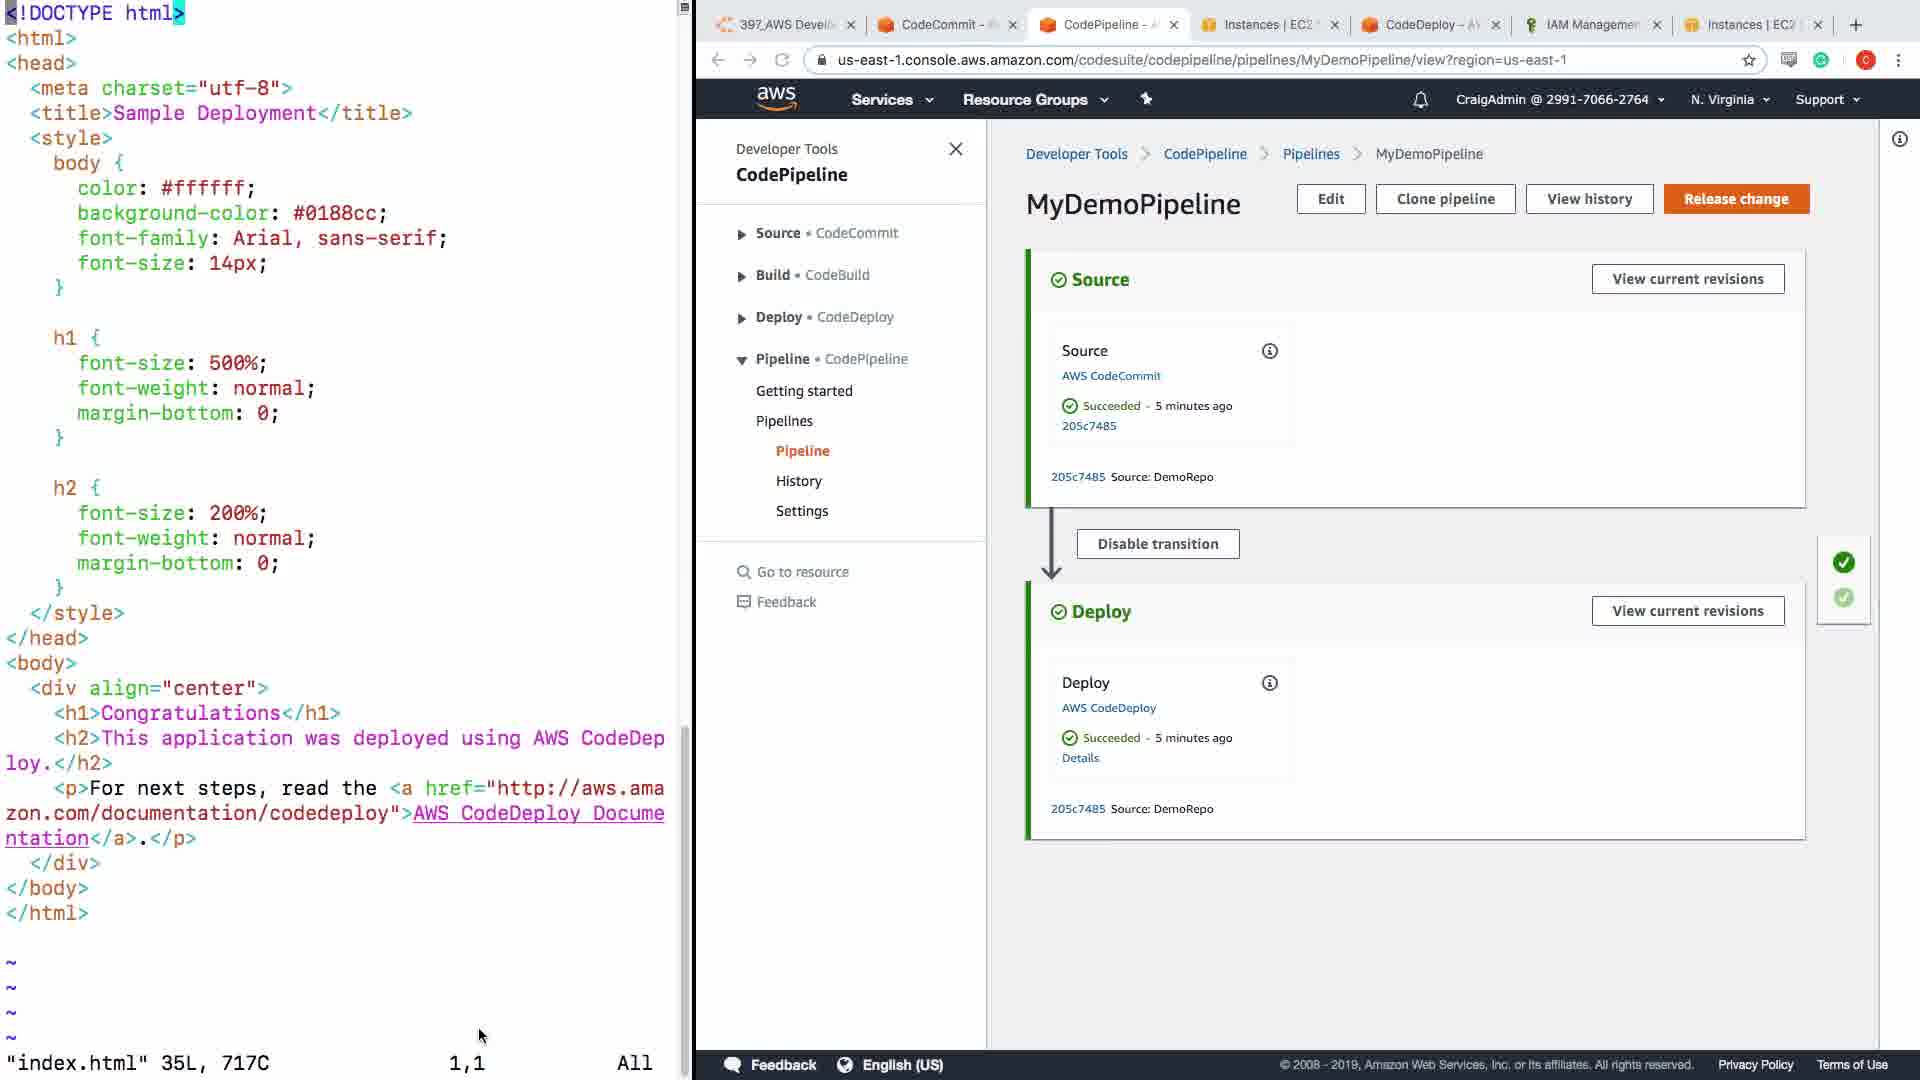 <!DOCTYPE html>
<html>
<head>
  <meta charset="utf-8">
  <title>Sample Deployment</title>
  <style>
    body {
      color: #ffffff;
      background-color: #0188cc;
      font-family: Arial, sans-serif;
      font-size: 14px;
    }
    h1 {
      font-size: 500%;
      font-weight: normal;
      margin-bottom: 0;
    }
    h2 {
      font-size: 200%;
      font-weight: normal;
      margin-bottom: 0;
    }
  </style>
</head>
<body>
  <div align="center">
    <h1>Congratulations</h1>
    <h2>This application was deployed using AWS CodeDep
loy.</h2>
    <p>For next steps, read the <a href="http://aws.ama
zon.com/documentation/codedeploy">AWS CodeDeploy Docume
ntation</a>.</p>
  </div>
</body>
</html>
~
~
~
~
"index.html" 35L, 717C 1,1 All
397_AWS Devel CodeCommit - CodePipeline - Instances | EC2 CodeDeploy - IAM Managemen Instances | EC2
us-east-1.console.aws.amazon.com/codesuite/codepipeline/pipelines/MyDemoPipeline/view?region=us-east-1 C
aws Services Resource Groups CraigAdmin @ 2991-7066-2764 N. Virginia Support
Developer Tools
CodePipeline
Source • CodeCommit
Build • CodeBuild
Deploy • CodeDeploy
Pipeline • CodePipeline
Getting started
Pipelines
Pipeline
History
Settings
Go to resource
Feedback
Developer Tools > CodePipeline > Pipelines > MyDemoPipeline
MyDemoPipeline Edit Clone pipeline View history Release change
Source View current revisions
Source
AWS CodeCommit
Succeeded - 5 minutes ago
205c7485
205c7485 Source: DemoRepo
Disable transition
Deploy View current revisions
Deploy
AWS CodeDeploy
Succeeded - 5 minutes ago
Details
205c7485 Source: DemoRepo
Feedback English (US) © 2008 - 2019, Amazon Web Services, Inc. or its affiliates. All rights reserved. Privacy Policy Terms of Use